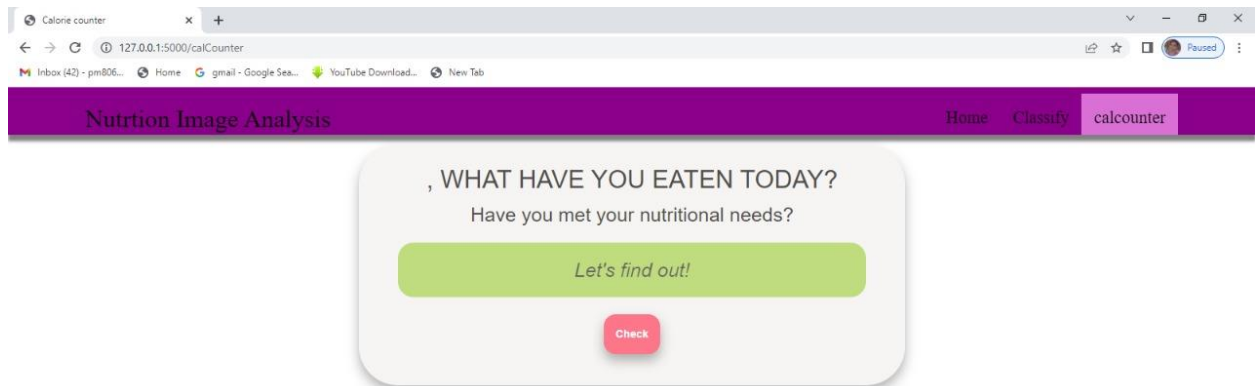 Calorie counter
127.0.0.1:5000/calCounter
Paused
Inbox (42) - pm806... Home gmail - Google Sea... YouTube Download... New Tab
Nutrtion Image Analysis Home Classify calcounter
, WHAT HAVE YOU EATEN TODAY?
Have you met your nutritional needs?
Let's find out!
Check